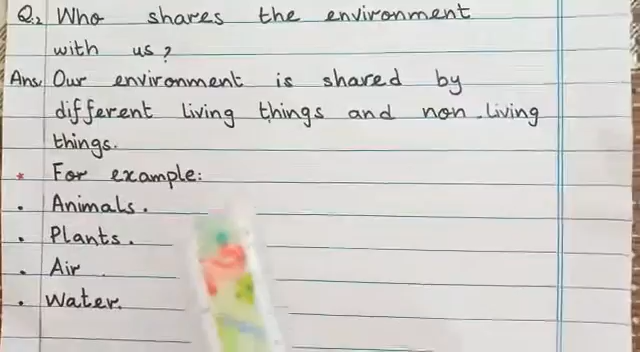 Q.2 Who shares the environment
with us?
Ans, Our environment is shared by
different living things and non-living
things.
* For example:
• Animals.
• Plants.
• Air
• Water.